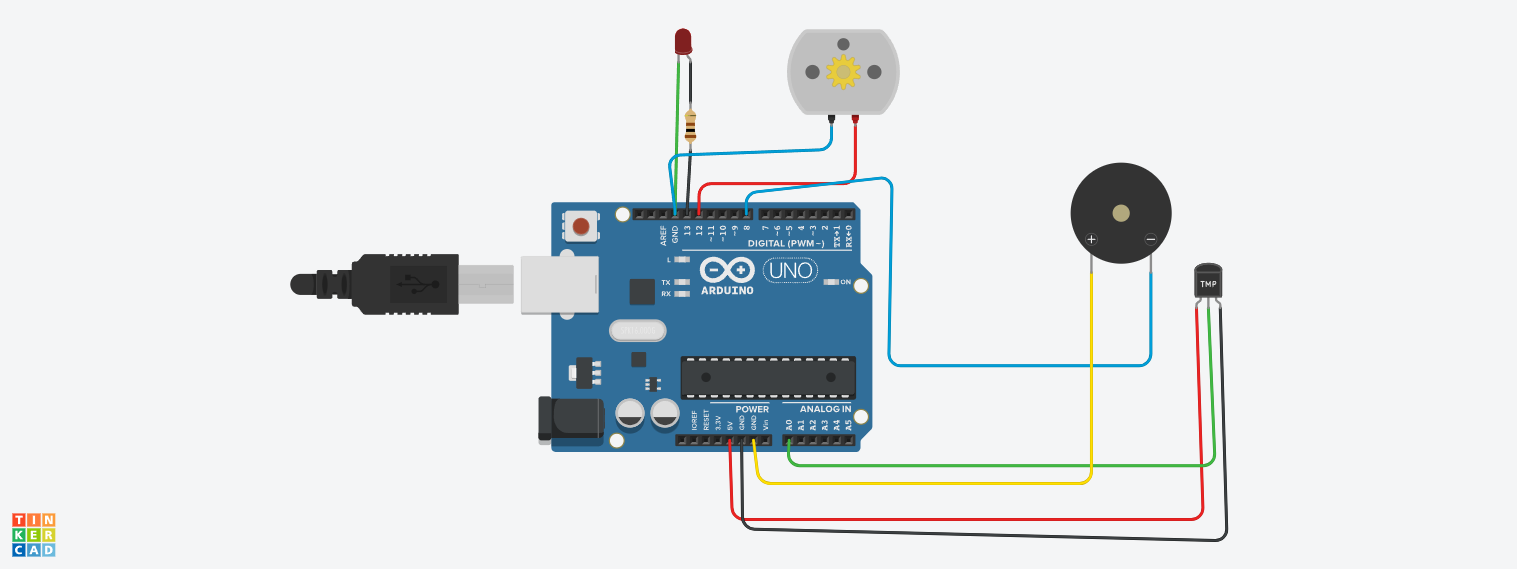 AREF
GND
13
12
~11
~10
~9
8
7
~6
~5
4
~3
2
TX→1
RX←0
DIGITAL (PWM~)
L
TX
RX
ARDUINO
UNO
ON
+
−
TMP
POWER
ANALOG IN
IOREF
RESET
3.3V
5V
GND
GND
Vin
A0
A1
A2
A3
A4
A5
TIN
KER
CAD